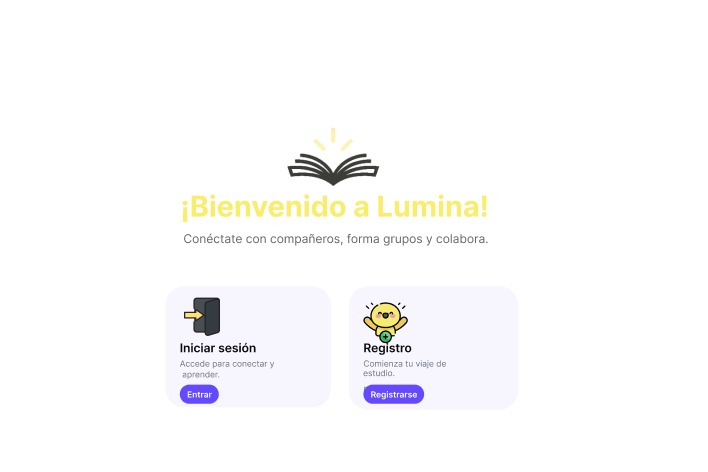 ¡Bienvenido a Lumina!
Conéctate con compañeros, forma grupos y colabora.
Iniciar sesión
Accede para conectar y
aprender.
Entrar
Registro
Comienza tu viaje de
estudio.
Registrarse